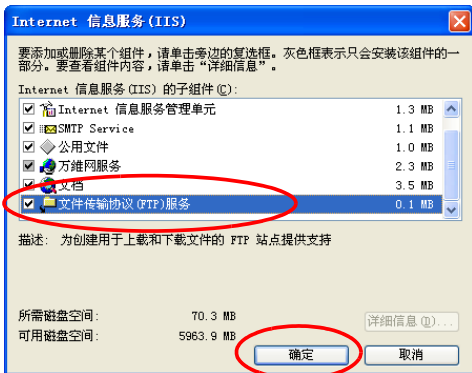 Internet 信息服务(IIS)
要添加或删除某个组件，请单击旁边的复选框。灰色框表示只会安装该组件的一
部分。要查看组件内容，请单击“详细信息”。
Internet 信息服务(IIS) 的子组件(C):
Internet 信息服务管理单元 1.3 MB
SMTP Service 1.1 MB
公用文件 1.0 MB
万维网服务 2.3 MB
文档 3.5 MB
文件传输协议(FTP)服务 0.1 MB
描述: 为创建用于上载和下载文件的 FTP 站点提供支持
所需磁盘空间: 70.3 MB
详细信息(D)...
可用磁盘空间: 5963.9 MB
确定 取消